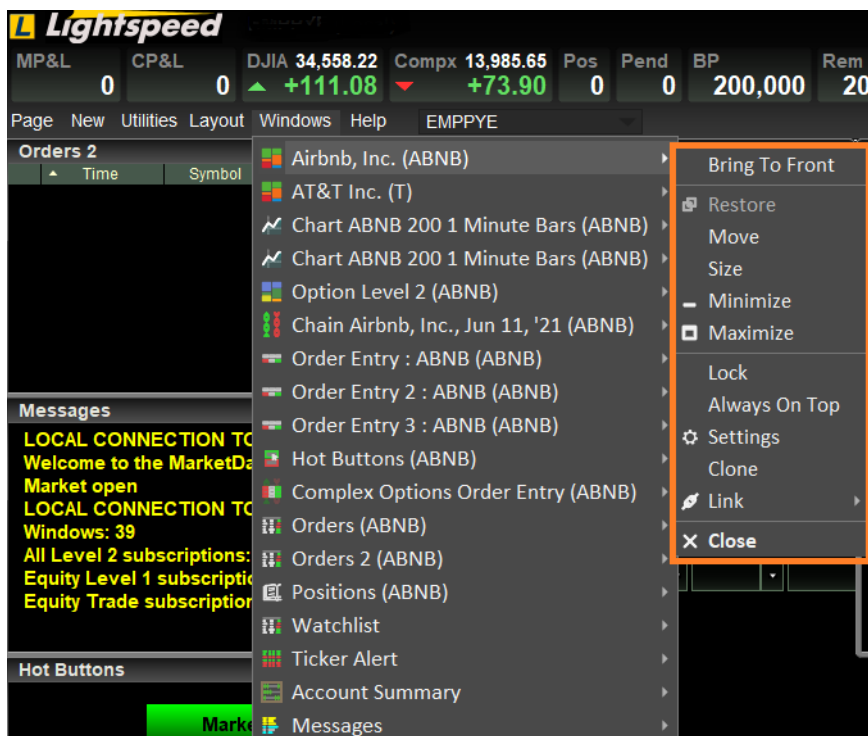 L Lightspeed
MP&L CP&L DJIA 34,558.22 Compx 13,985.65 Pos Pend BP Rem
0 0 +111.08 +73.90 0 0 200,000 20
Page New Utilities Layout Windows Help EMPPYE
Orders 2
Time Symbol
Airbnb, Inc. (ABNB)
AT&T Inc. (T)
Chart ABNB 200 1 Minute Bars (ABNB)
Chart ABNB 200 1 Minute Bars (ABNB)
Option Level 2 (ABNB)
Chain Airbnb, Inc., Jun 11, '21 (ABNB)
Order Entry : ABNB (ABNB)
Order Entry 2 : ABNB (ABNB)
Order Entry 3 : ABNB (ABNB)
Hot Buttons (ABNB)
Complex Options Order Entry (ABNB)
Orders (ABNB)
Orders 2 (ABNB)
Positions (ABNB)
Watchlist
Ticker Alert
Account Summary
Messages
Bring To Front
Restore
Move
Size
Minimize
Maximize
Lock
Always On Top
Settings
Clone
Link
Close
Messages
LOCAL CONNECTION TO
Welcome to the MarketDa
Market open
LOCAL CONNECTION TO
Windows: 39
All Level 2 subscriptions:
Equity Level 1 subscriptio
Equity Trade subscription
Hot Buttons
Marke